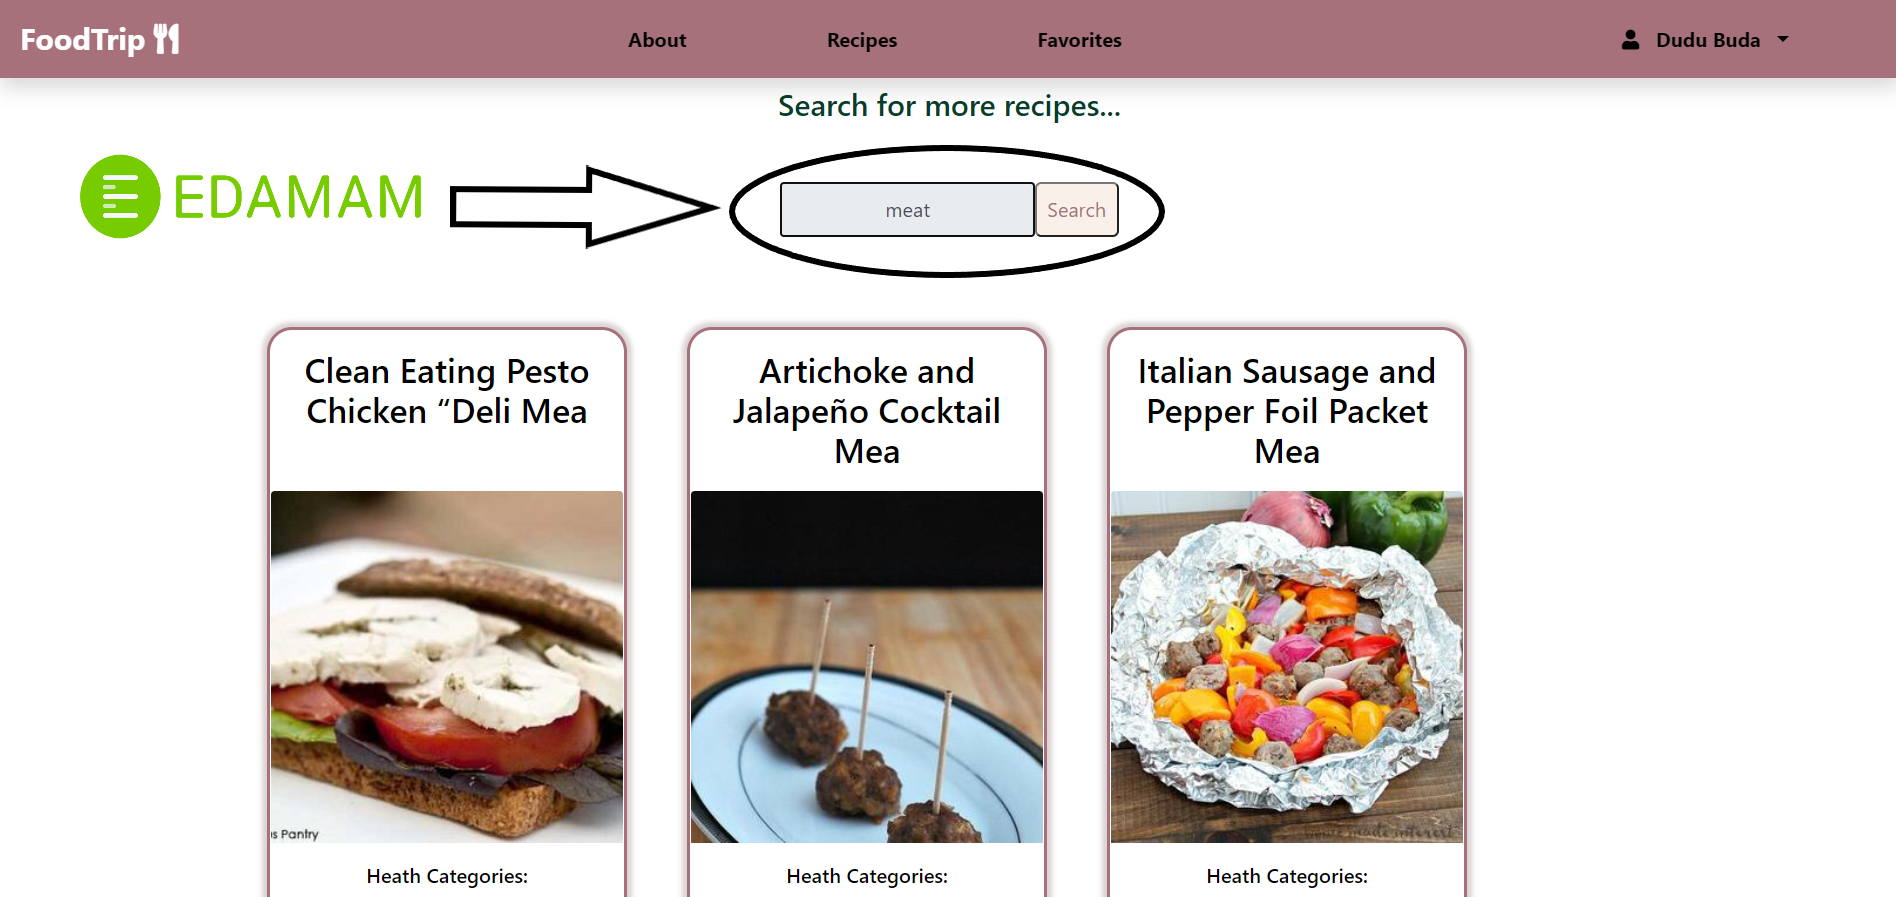 FoodTrip
About
Recipes
Favorites
Dudu Buda
Search for more recipes...
EDAMAM
meat
Search
Clean Eating Pesto
Chicken “Deli Mea
Artichoke and
Jalapeño Cocktail
Mea
Italian Sausage and
Pepper Foil Packet
Mea
s Pantry
Heath Categories:
Heath Categories:
Heath Categories: